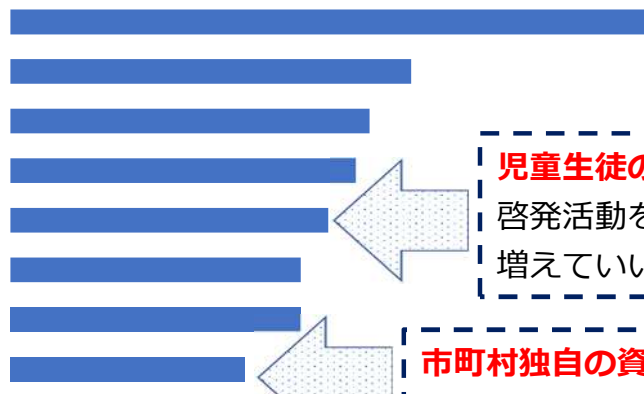 児童生徒の
啓発活動を
増えていい
市町村独自の資